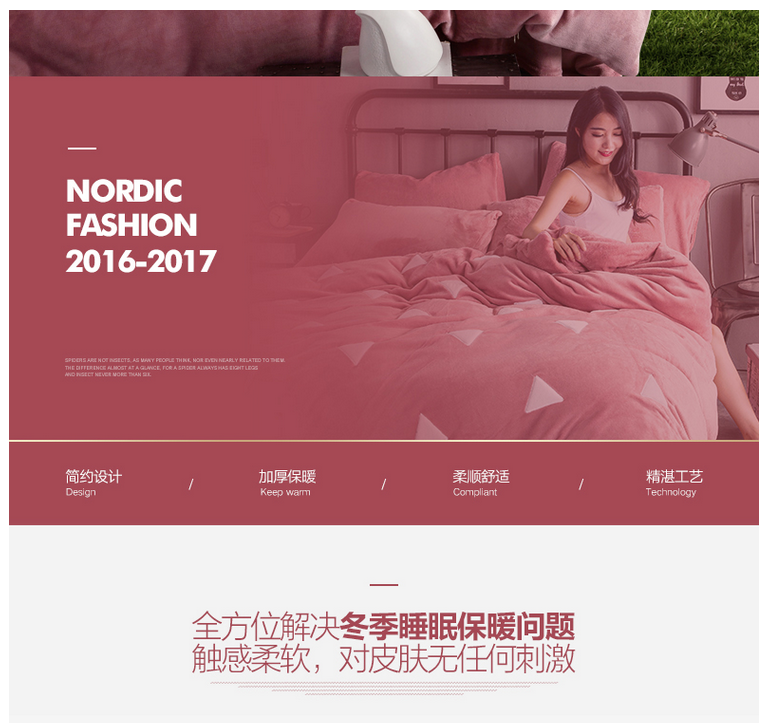 NORDIC
FASHION
2016-2017
SPIDERS ARE NOT INSECTS, AS MANY PEOPLE THINK, NOR EVEN NEARLY RELATED TO THEM
THE DIFFERENCE ALMOST AT A GLANCE, FOR A SPIDER ALWAYS HAS EIGHT LEGS
AND INSECT NEVER MORE THAN SIX.
简约设计 / 加厚保暖 / 柔顺舒适 / 精湛工艺
Design Keep warm Compliant Technology
全方位解决冬季睡眠保暖问题
触感柔软，对皮肤无任何刺激